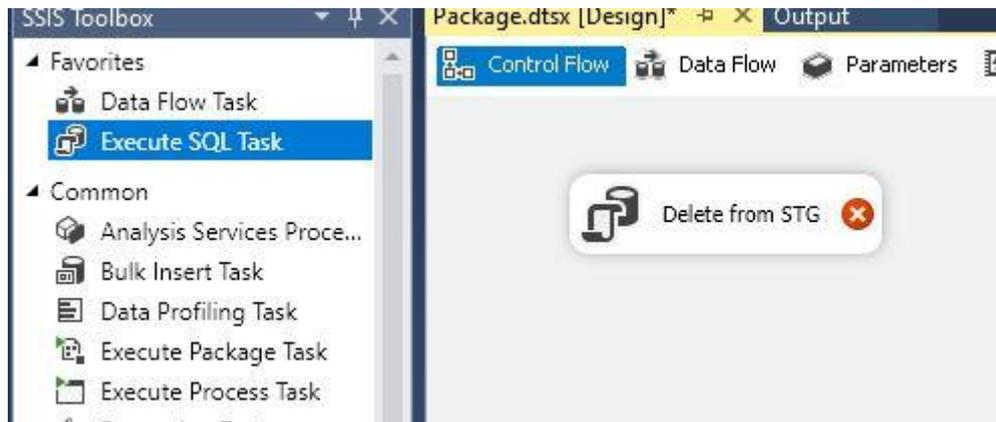 SSIS Toolbox
Package.dtsx [Design]* Output
Favorites
Control Flow Data Flow Parameters
Data Flow Task
Execute SQL Task
Common
Delete from STG
Analysis Services Proce...
Bulk Insert Task
Data Profiling Task
Execute Package Task
Execute Process Task